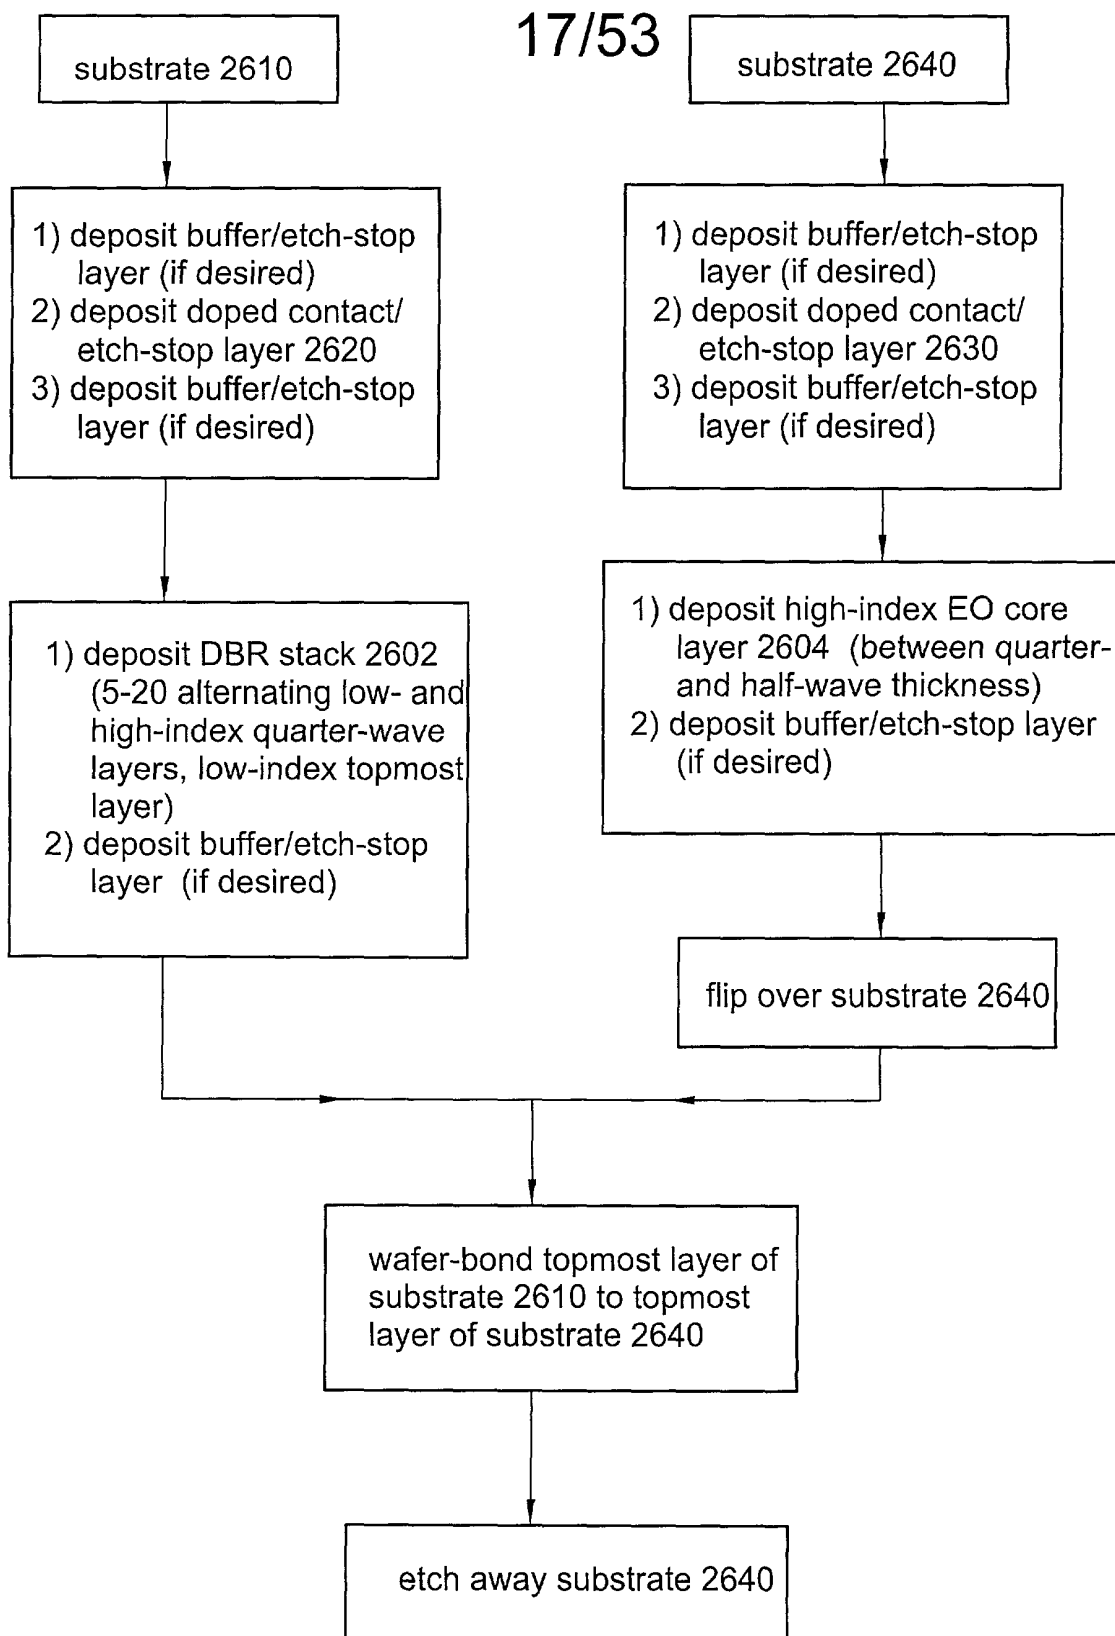 17/53
substrate 2610
substrate 2640
1) deposit buffer/etch-stop
layer (if desired)
2) deposit doped contact/
etch-stop layer 2620
3) deposit buffer/etch-stop
layer (if desired)
1) deposit buffer/etch-stop
layer (if desired)
2) deposit doped contact/
etch-stop layer 2630
3) deposit buffer/etch-stop
layer (if desired)
1) deposit DBR stack 2602
(5-20 alternating low- and
high-index quarter-wave
layers, low-index topmost
layer)
2) deposit buffer/etch-stop
layer (if desired)
1) deposit high-index EO core
layer 2604 (between quarter-
and half-wave thickness)
2) deposit buffer/etch-stop layer
(if desired)
flip over substrate 2640
wafer-bond topmost layer of
substrate 2610 to topmost
layer of substrate 2640
etch away substrate 2640